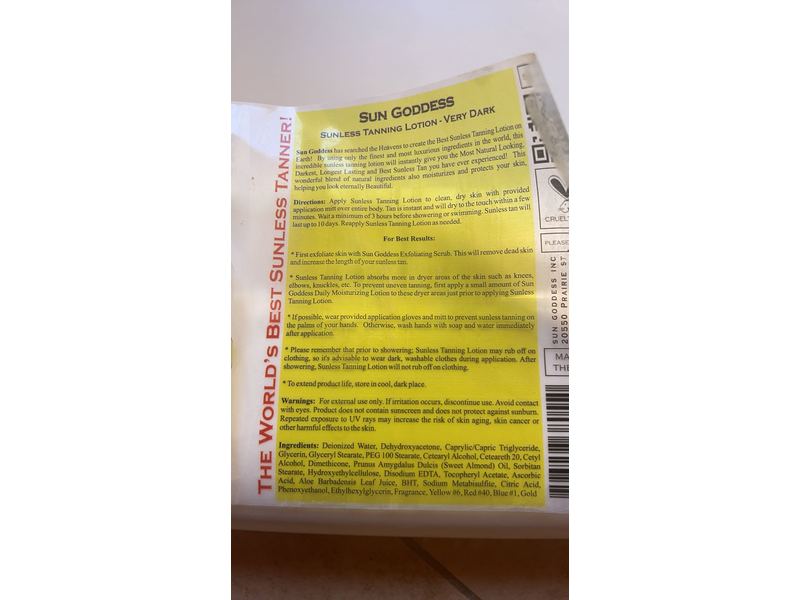 THE WORLD'S BEST SUNLESS TANNER!
SUN GODDESS
SUNLESS TANNING LOTION - VERY DARK
Sun Goddess has searched the Heavens to create the Best Sunless Tanning Lotion on
Earth! By using only the finest and most luxurious ingredients in the world, this
incredible sunless tanning lotion will instantly give you the Most Natural Looking,
Darkest, Longest Lasting and Best Sunless Tan you have ever experienced! This
wonderful blend of natural ingredients also moisturizes and protects your skin,
helping you look eternally Beautiful.
Directions: Apply Sunless Tanning Lotion to clean, dry skin with provided
application mitt over entire body. Tan is instant and will dry to the touch within a few
minutes. Wait a minimum of 3 hours before showering or swimming. Sunless tan will
last up to 10 days. Reapply Sunless Tanning Lotion as needed.
For Best Results:
* First exfoliate skin with Sun Goddess Exfoliating Scrub. This will remove dead skin
and increase the length of your sunless tan.
* Sunless Tanning Lotion absorbs more in dryer areas of the skin such as knees,
elbows, knuckles, etc. To prevent uneven tanning, first apply a small amount of Sun
Goddess Daily Moisturizing Lotion to these dryer areas just prior to applying Sunless
Tanning Lotion.
* If possible, wear provided application gloves and mitt to prevent sunless tanning on
the palms of your hands. Otherwise, wash hands with soap and water immediately
after application.
* Please remember that prior to showering; Sunless Tanning Lotion may rub off on
clothing, so it's advisable to wear dark, washable clothes during application. After
showering, Sunless Tanning Lotion will not rub off on clothing.
* To extend product life, store in cool, dark place.
Warnings: For external use only. If irritation occurs, discontinue use. Avoid contact
with eyes. Product does not contain sunscreen and does not protect against sunburn.
Repeated exposure to UV rays may increase the risk of skin aging, skin cancer or
other harmful effects to the skin.
Ingredients: Deionized Water, Dehydroxyacetone, Caprylic/Capric Triglyceride,
Glycerin, Glyceryl Stearate, PEG 100 Stearate, Cetearyl Alcohol, Ceteareth 20, Cetyl
Alcohol, Dimethicone, Prunus Amygdalus Dulcis (Sweet Almond) Oil, Sorbitan
Stearate, Hydroxyethylcellulose, Disodium EDTA, Tocopheryl Acetate, Ascorbic
Acid, Aloe Barbadensis Leaf Juice, BHT, Sodium Metabisulfite, Citric Acid,
Phenoxyethanol, Ethylhexylglycerin, Fragrance, Yellow #6, Red #40, Blue #1, Gold
CRUEL
PLEASE
SUN GODDESS INC
20550 PRAIRIE ST
MA
THE